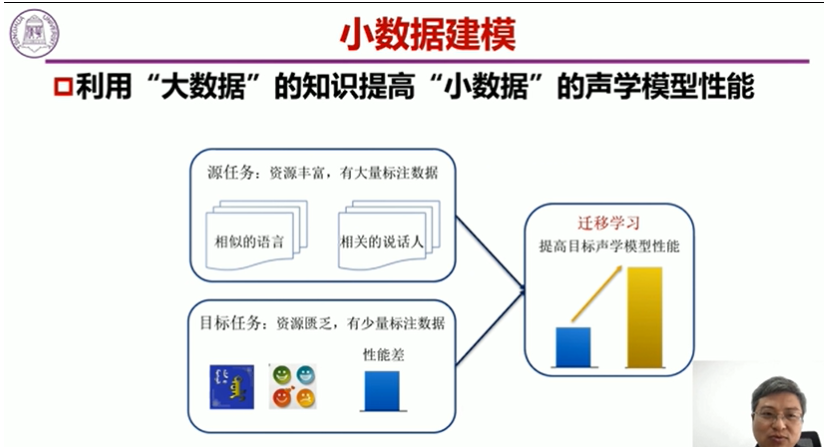 小数据建模
利用“大数据”的知识提高“小数据”的声学模型性能
源任务：资源丰富，有大量标注数据
相似的语言
相关的说话人
目标任务：资源匮乏，有少量标注数据
性能差
迁移学习
提高目标声学模型性能